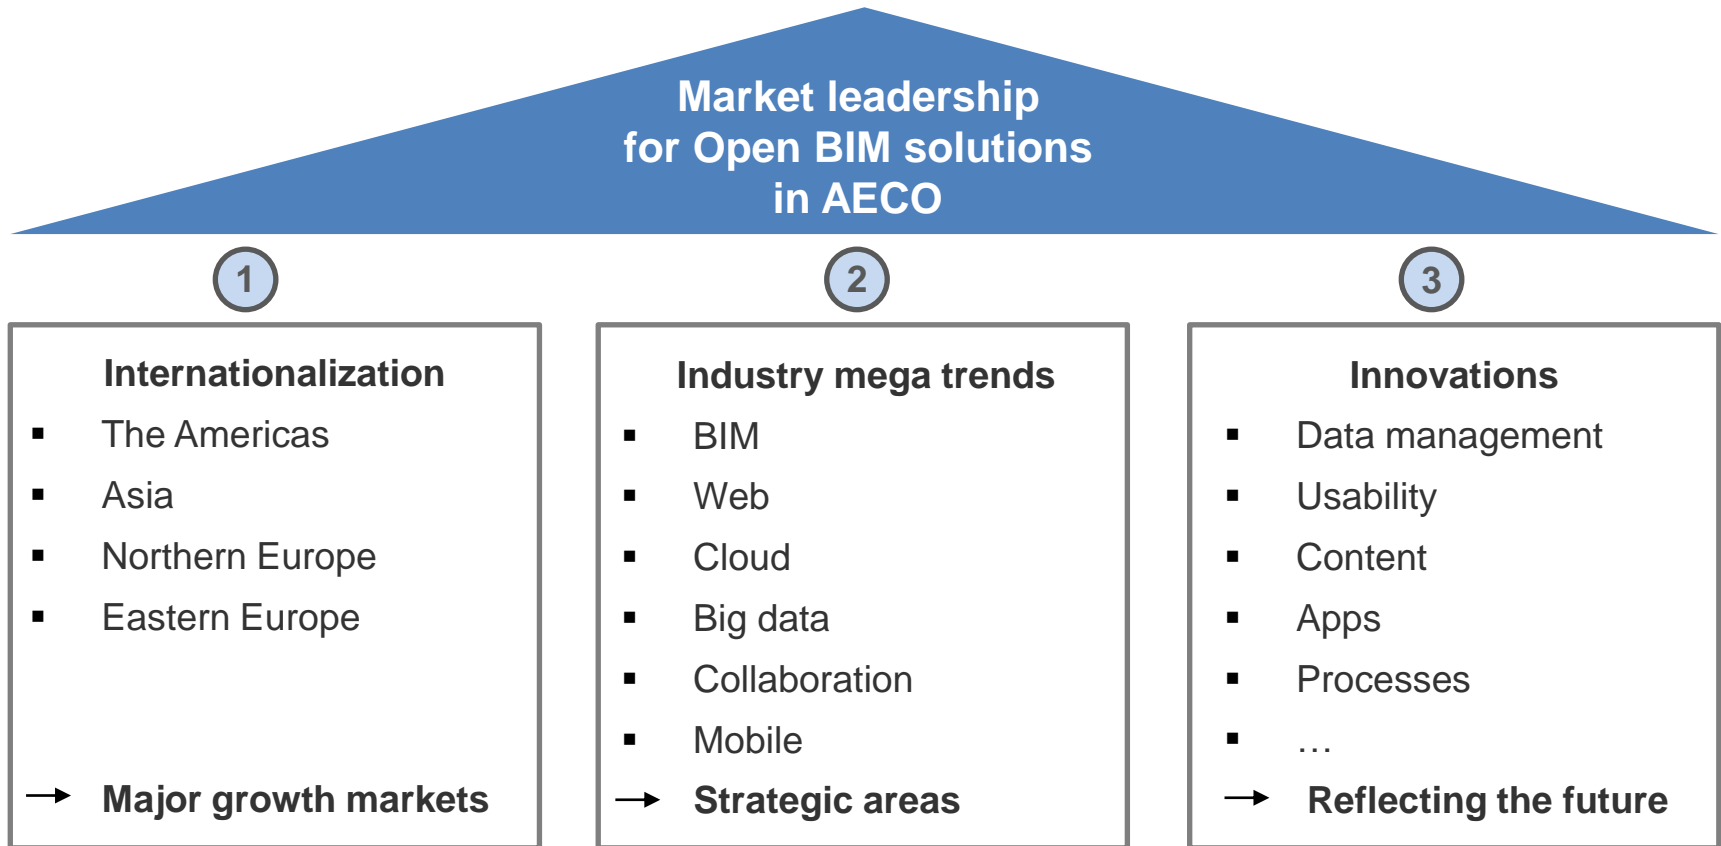 Market leadership
for Open BIM solutions
in AECO
1
Internationalization
▪ The Americas
▪ Asia
▪ Northern Europe
▪ Eastern Europe
→ Major growth markets
2
Industry mega trends
▪ BIM
▪ Web
▪ Cloud
▪ Big data
▪ Collaboration
▪ Mobile
→ Strategic areas
3
Innovations
▪ Data management
▪ Usability
▪ Content
▪ Apps
▪ Processes
▪ …
→ Reflecting the future